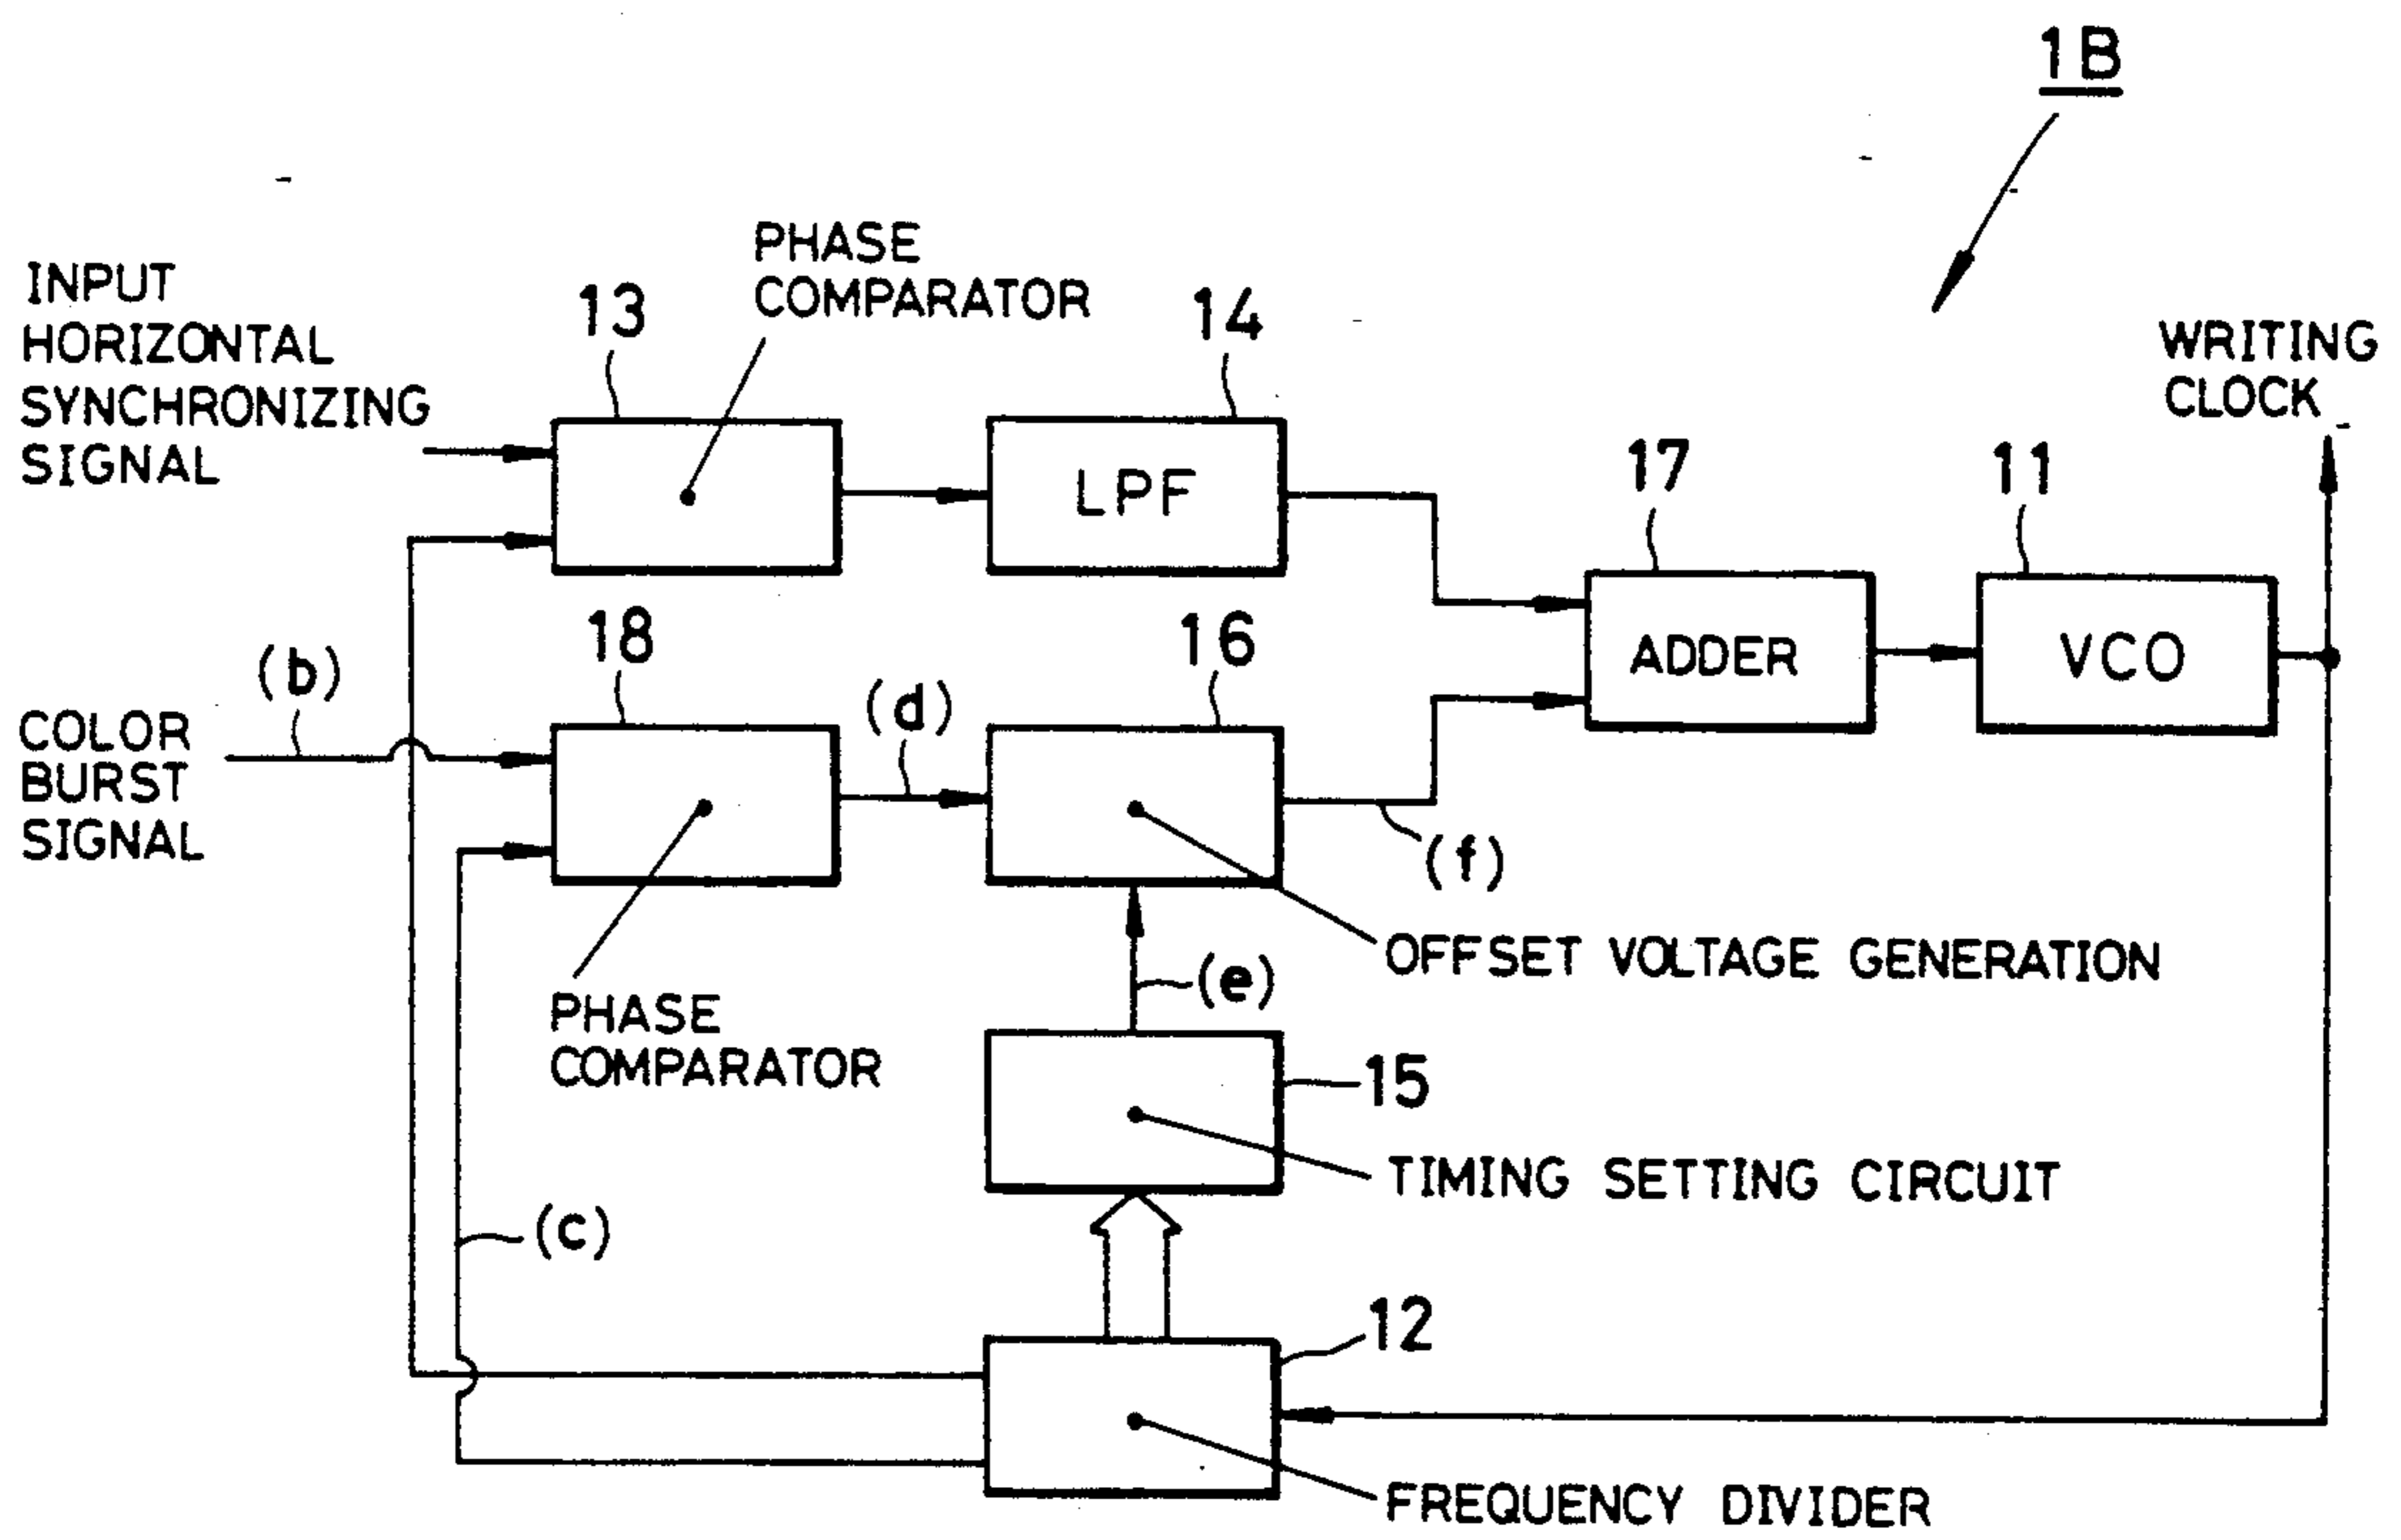 1B
PHASE
COMPARATOR
INPUT
HORIZONTAL
SYNCHRONIZING
SIGNAL
13
14
WRITING
CLOCK
LPF
17
11
ADDER
VCO
18
16
(b)
(d)
COLOR
BURST
SIGNAL
(f)
OFFSET VOLTAGE GENERATION
(e)
PHASE
COMPARATOR
15
TIMING SETTING CIRCUIT
(c)
12
FREQUENCY DIVIDER